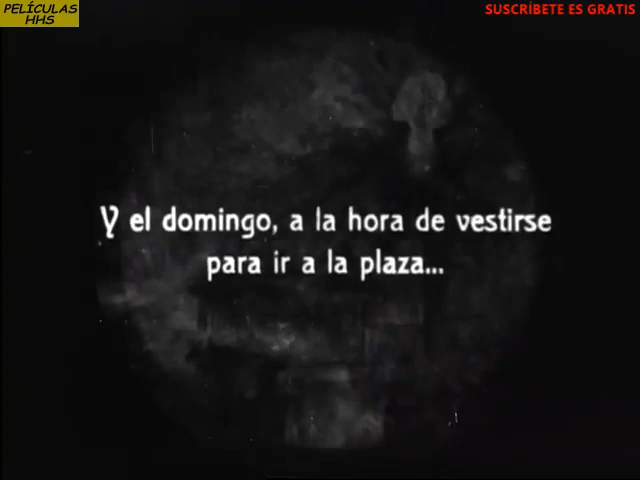 PELÍCULAS
HHS
SUSCRÍBETE ES GRATIS
Y el domingo, a la hora de vestirse
para ir a la plaza...